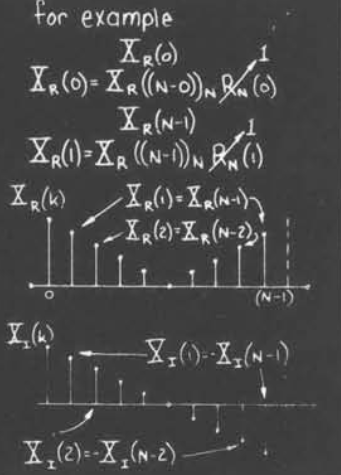 for example
X_R(0)
X_R(0) = X_R((N-0))_N R_N(0) 1
X_R(N-1)
X_R(1) = X_R((N-1))_N R_N(1) 1
X_R(k)
X_R(1) = X_R(N-1)
X_R(2) = X_R(N-2)
0
(N-1)
X_I(k)
X_I(1) = -X_I(N-1)
X_I(2) = -X_I(N-2)